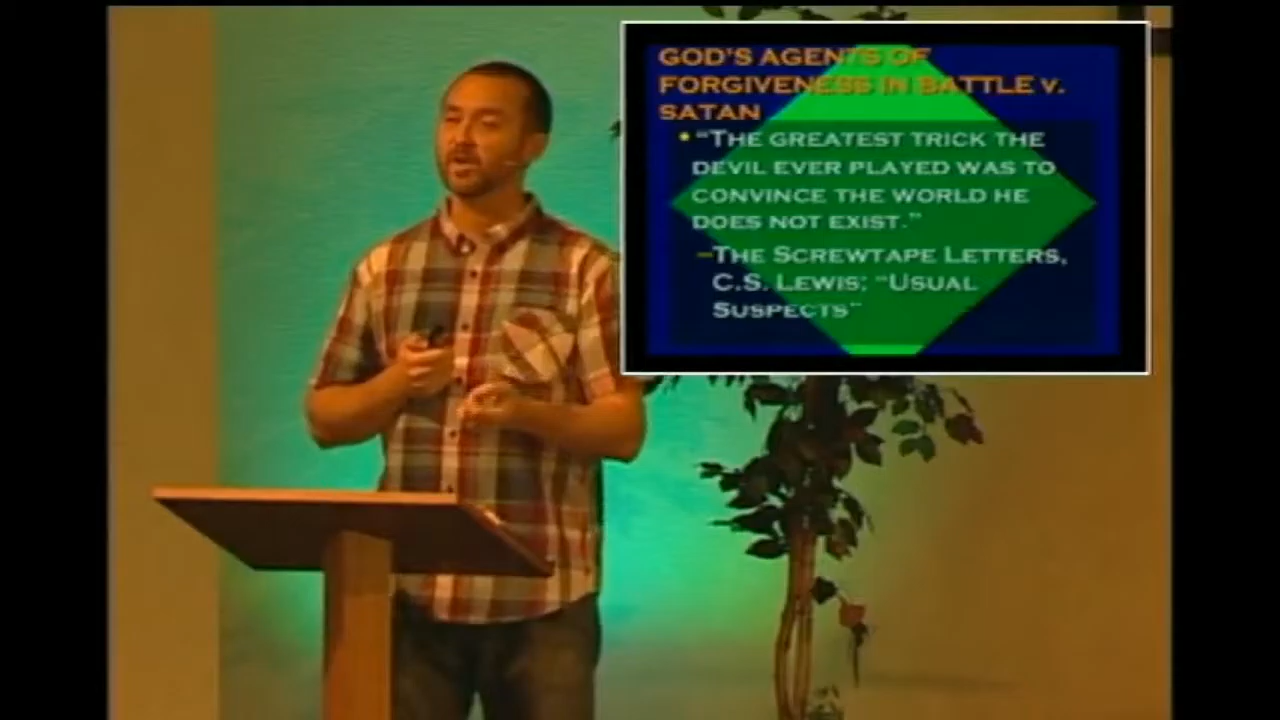 GOD'S AGENTS OF
FORGIVENESS IN BATTLE v.
SATAN
• "THE GREATEST TRICK THE
DEVIL EVER PLAYED WAS TO
CONVINCE THE WORLD HE
DOES NOT EXIST."
–THE SCREWTAPE LETTERS,
C.S. LEWIS; "USUAL
SUSPECTS"